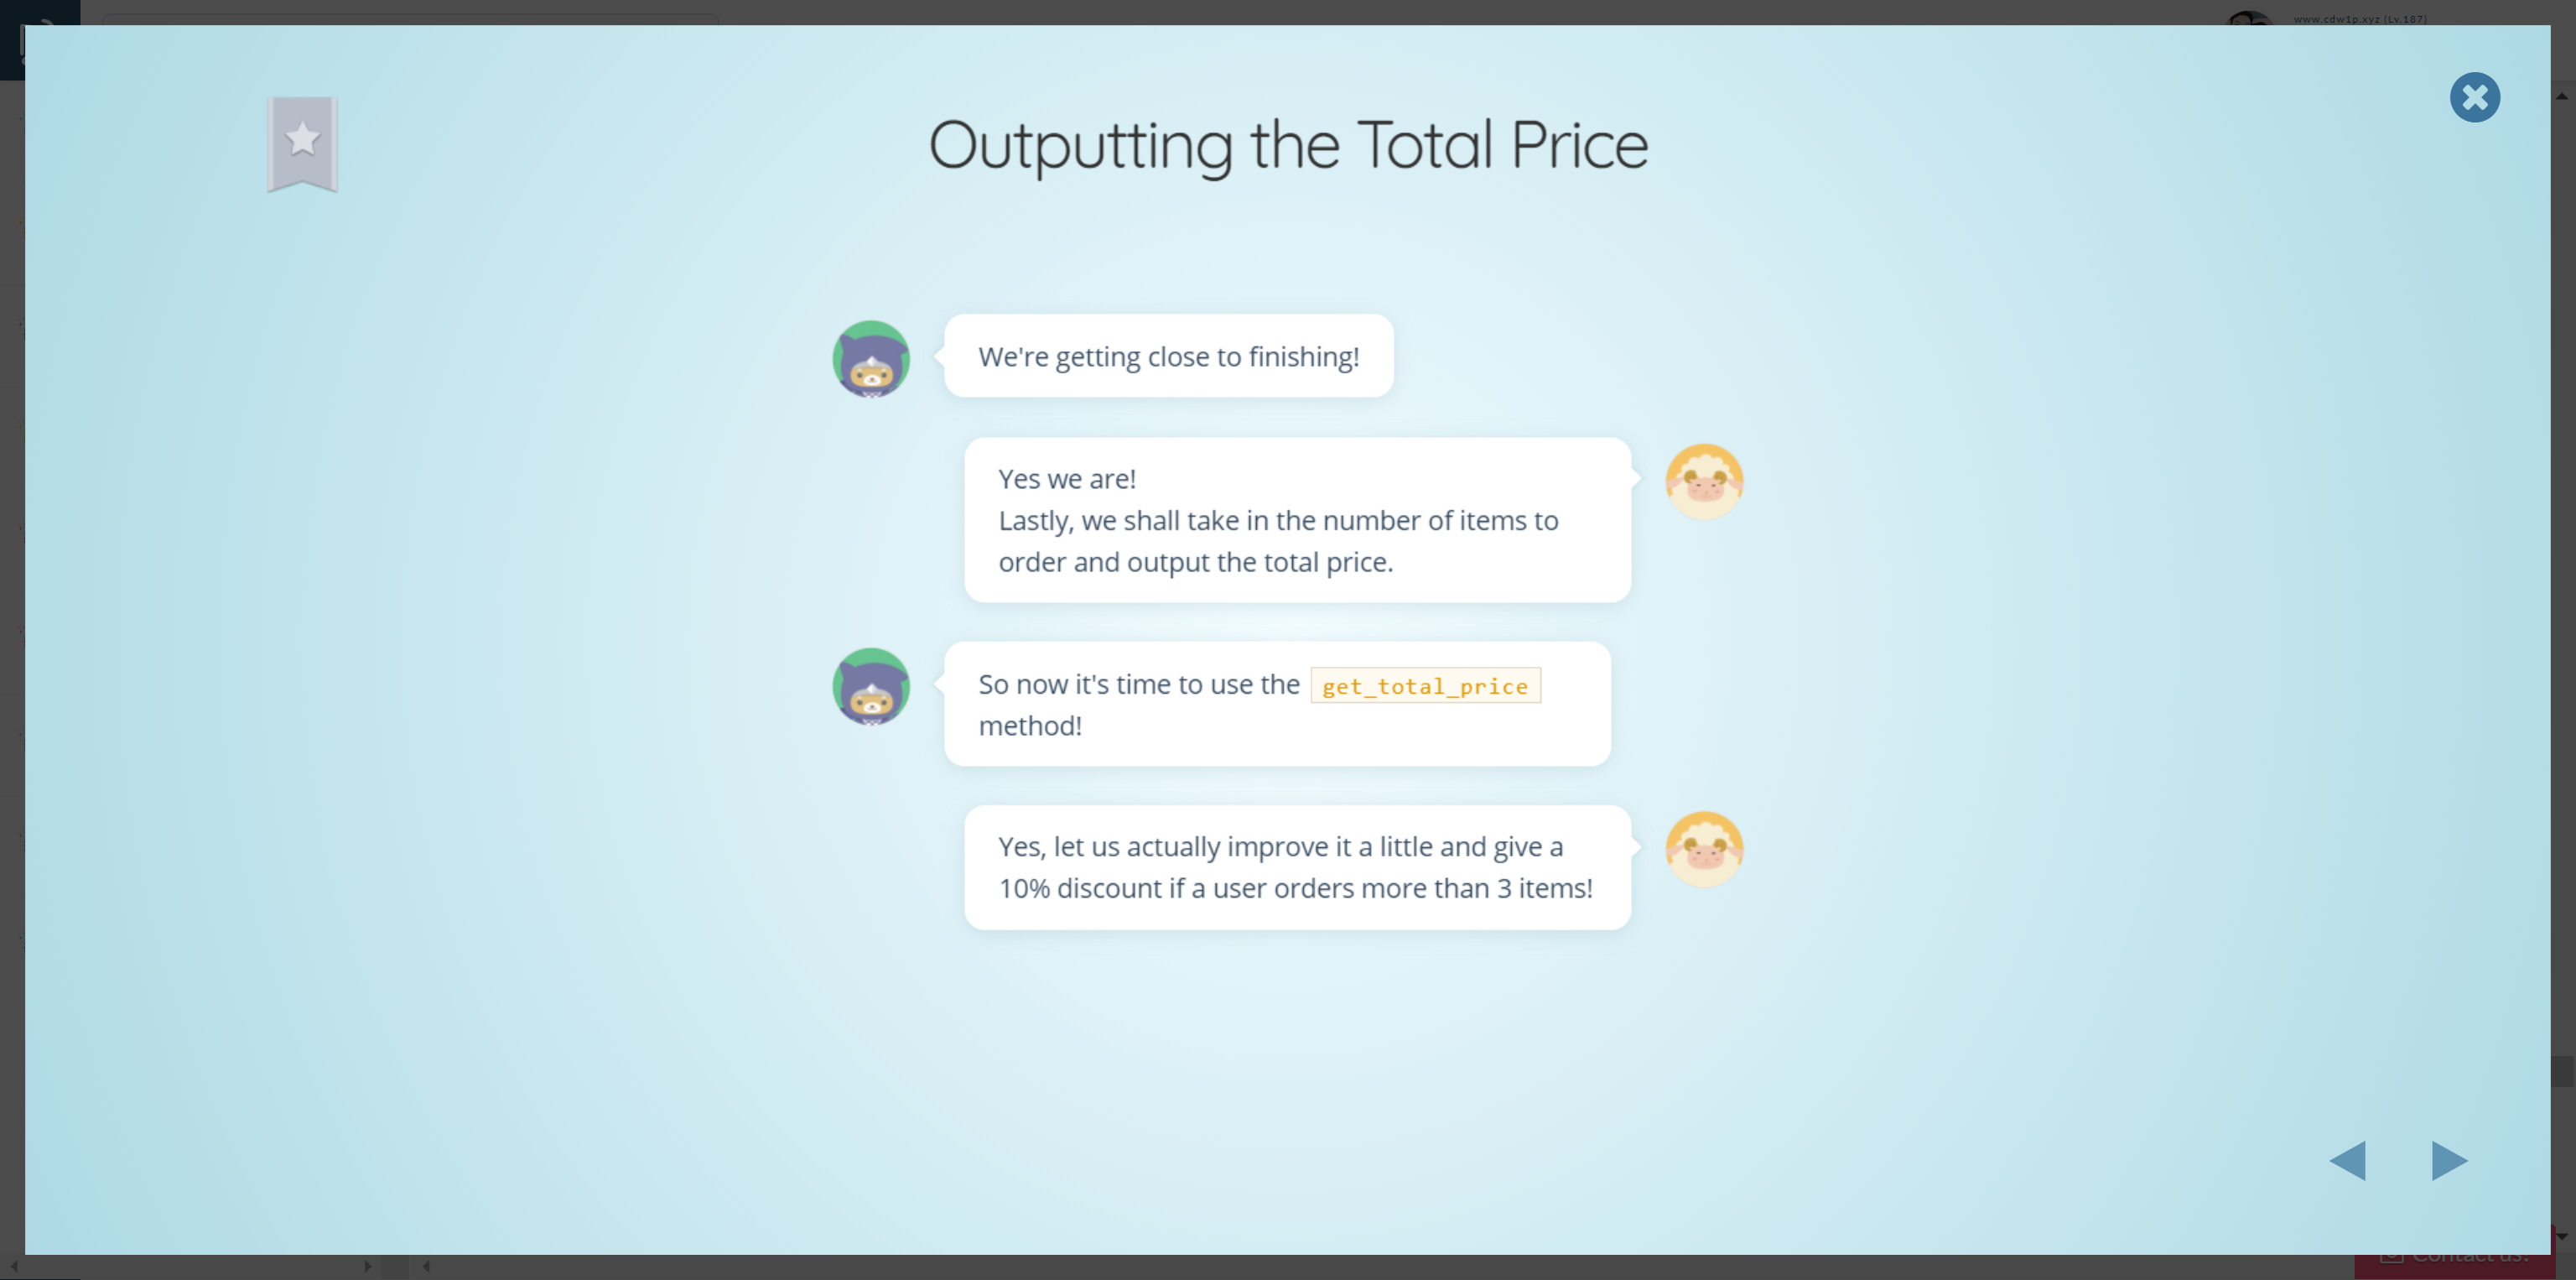 www.cdw1p.xyz (Lv.187)
Outputting the Total Price
We're getting close to finishing!
Yes we are!
Lastly, we shall take in the number of items to
order and output the total price.
So now it's time to use the get_total_price
method!
Yes, let us actually improve it a little and give a
10% discount if a user orders more than 3 items!
Contact us!